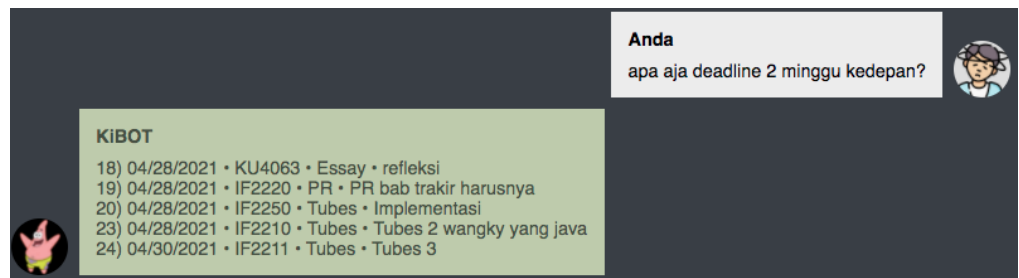 Anda
apa aja deadline 2 minggu kedepan?
KiBOT
18) 04/28/2021 • KU4063 • Essay • refleksi
19) 04/28/2021 • IF2220 • PR • PR bab trakir harusnya
20) 04/28/2021 • IF2250 • Tubes • Implementasi
23) 04/28/2021 • IF2210 • Tubes • Tubes 2 wangky yang java
24) 04/30/2021 • IF2211 • Tubes • Tubes 3